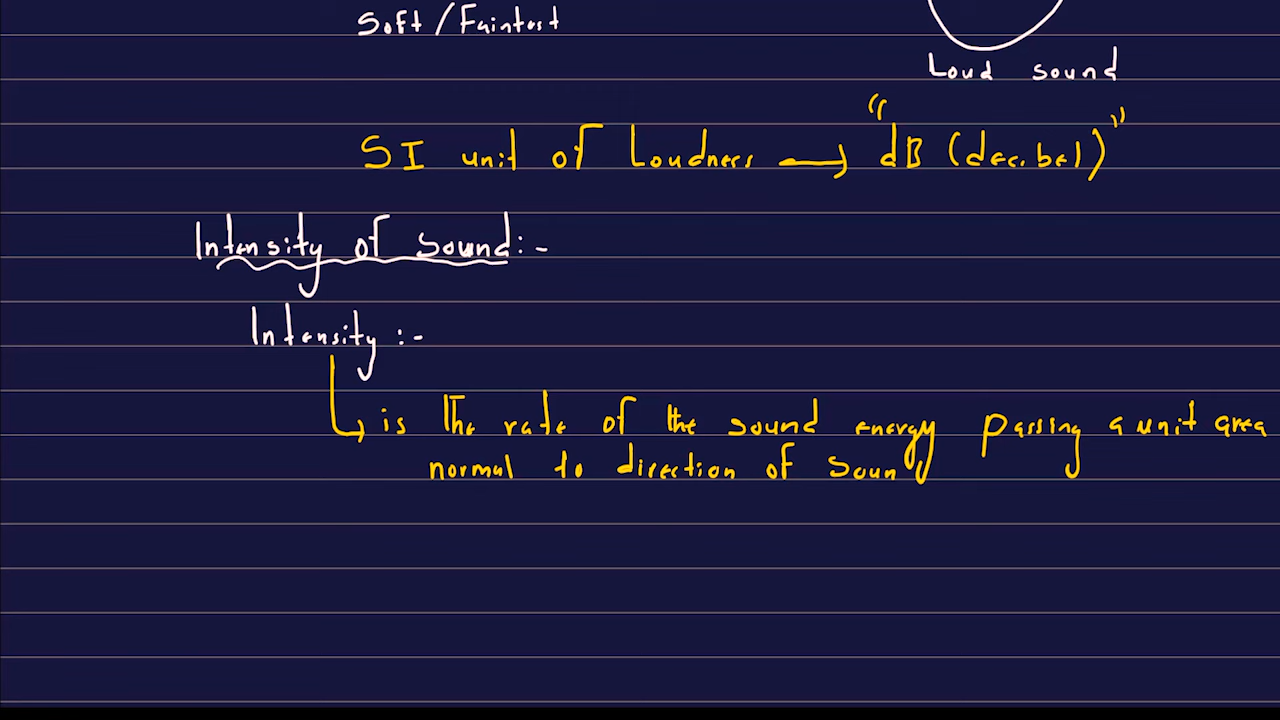 Soft / Faintest
Loud sound
SI unit of Loudness → "dB (decibel)"
Intensity of Sound:-
Intensity :-
is the rate of the sound energy passing a unit area
normal to direction of soun